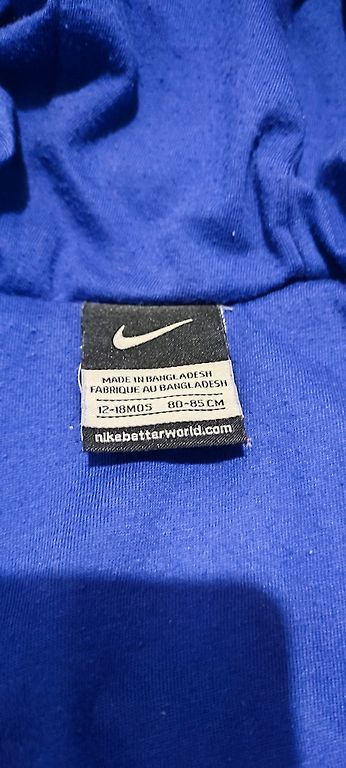 MADE IN BANGLADESH
FABRIQUE AU BANGLADESH
12-18MOS 80-85CM
nikebetterworld.com